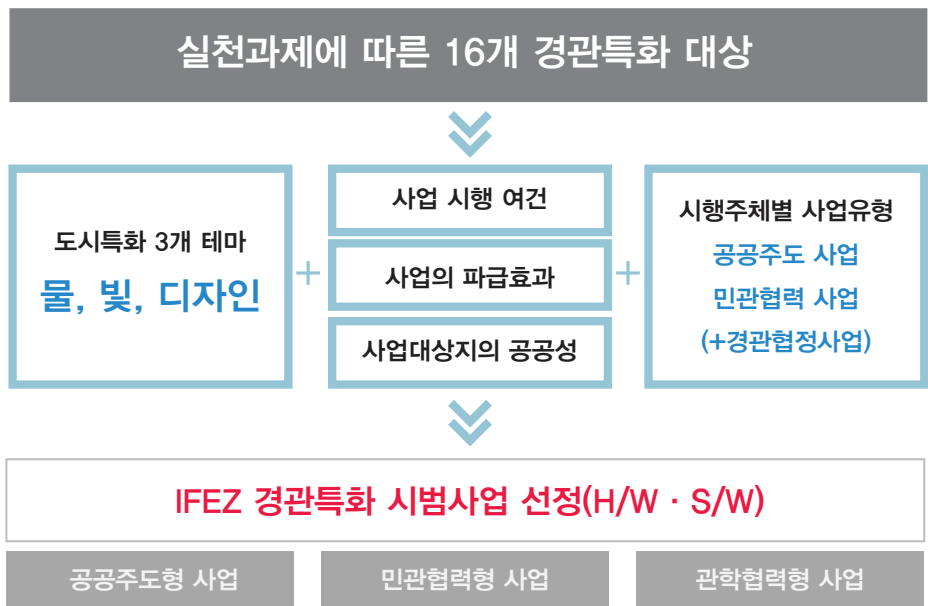 실천과제에 따른 16개 경관특화 대상
도시특화 3개 테마
물, 빛, 디자인
+
사업 시행 여건
사업의 파급효과
사업대상지의 공공성
+
시행주체별 사업유형
공공주도 사업
민관협력 사업
(+경관협정사업)
IFEZ 경관특화 시범사업 선정(H/W · S/W)
공공주도형 사업
민관협력형 사업
관학협력형 사업